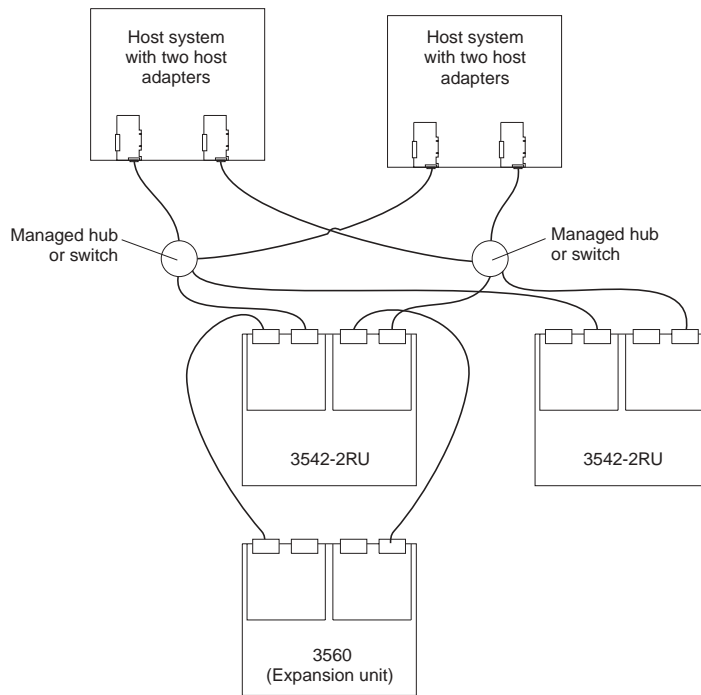 Host system
with two host
adapters
Host system
with two host
adapters
Managed hub
or switch
Managed hub
or switch
3542-2RU
3542-2RU
3560
(Expansion unit)